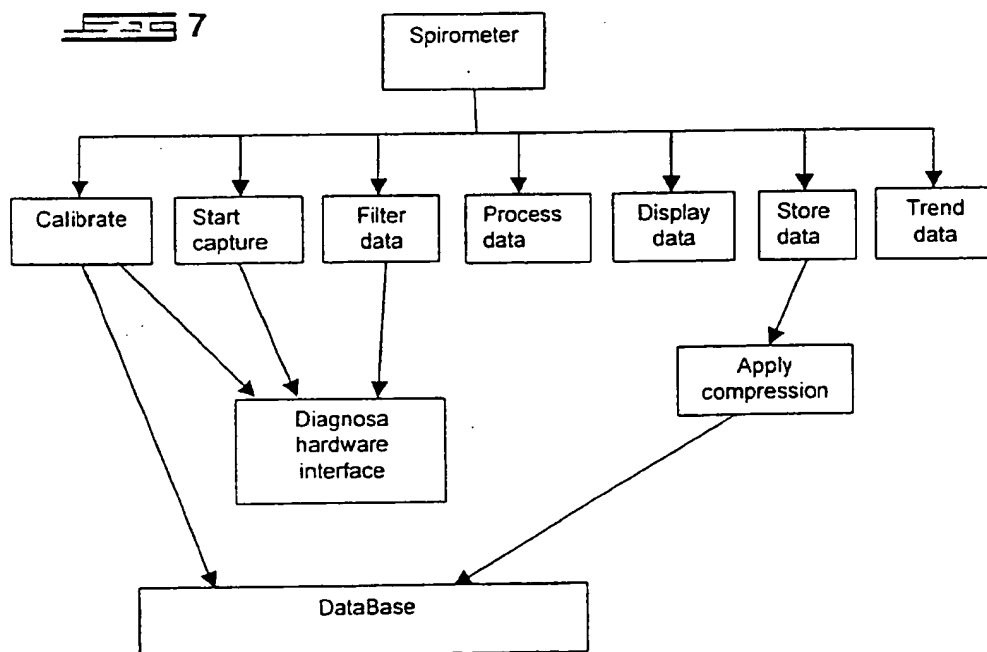 7
Spirometer
Calibrate
Start
capture
Filter
data
Process
data
Display
data
Store
data
Trend
data
Apply
compression
Diagnosa
hardware
interface
DataBase